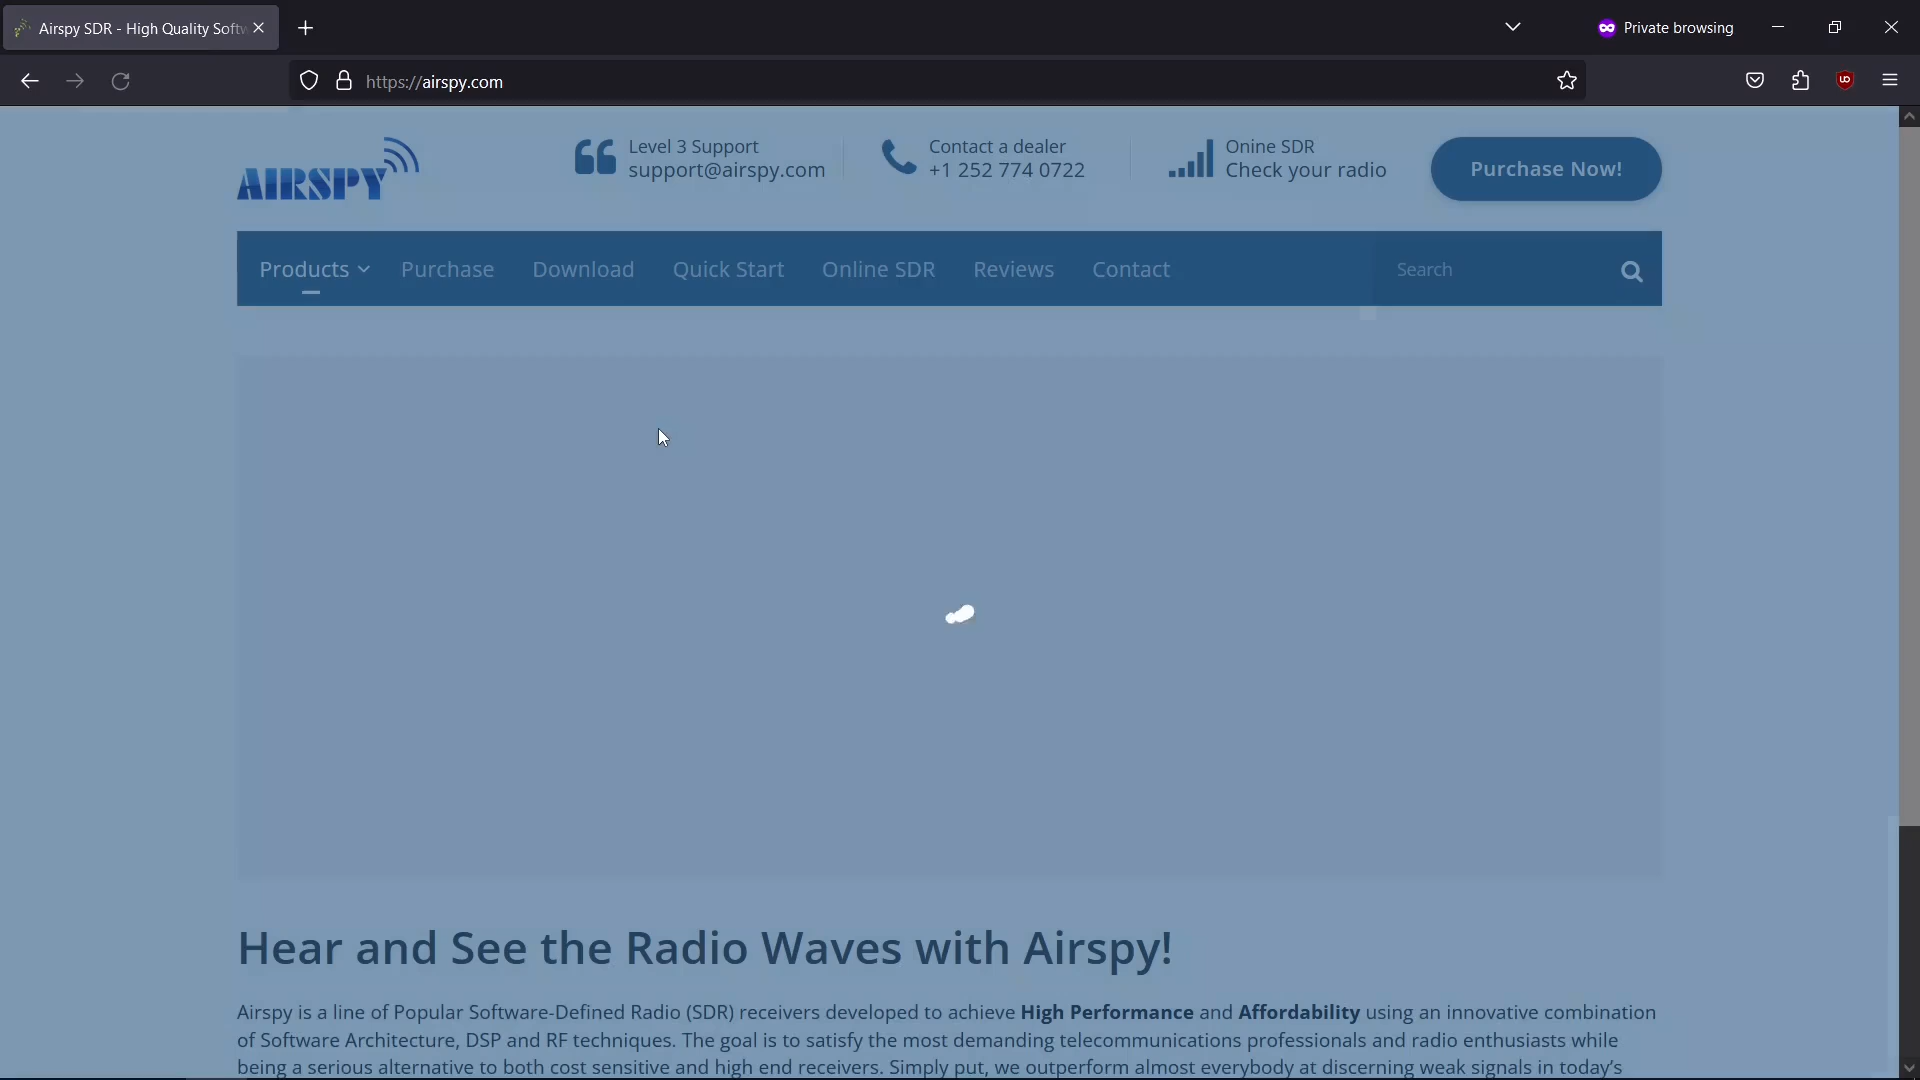 Airspy SDR - High Quality Softw
Private browsing
https://airspy.com
AIRSPY
Level 3 Support
support@airspy.com
Contact a dealer
+1 252 774 0722
Onine SDR
Check your radio
Purchase Now!
Products
Purchase
Download
Quick Start
Online SDR
Reviews
Contact
Search
Hear and See the Radio Waves with Airspy!
Airspy is a line of Popular Software-Defined Radio (SDR) receivers developed to achieve High Performance and Affordability using an innovative combination
of Software Architecture, DSP and RF techniques. The goal is to satisfy the most demanding telecommunications professionals and radio enthusiasts while
being a serious alternative to both cost sensitive and high end receivers. Simply put, we outperform almost everybody at discerning weak signals in today's